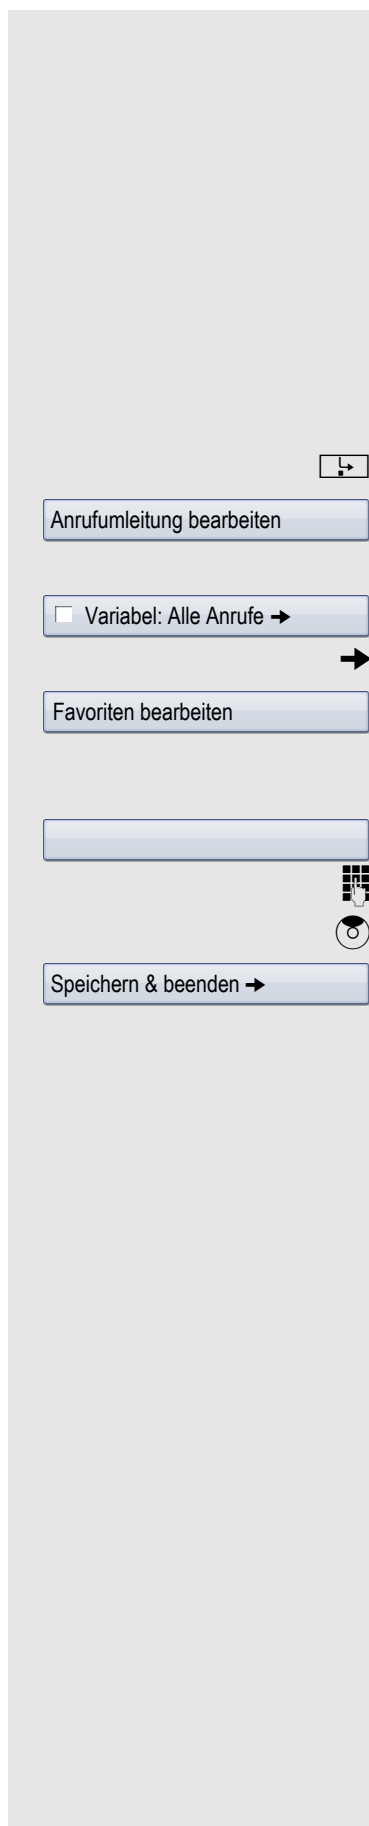 Anrufumleitung bearbeiten
Variabel: Alle Anrufe →
Favoriten bearbeiten
Speichern & beenden →